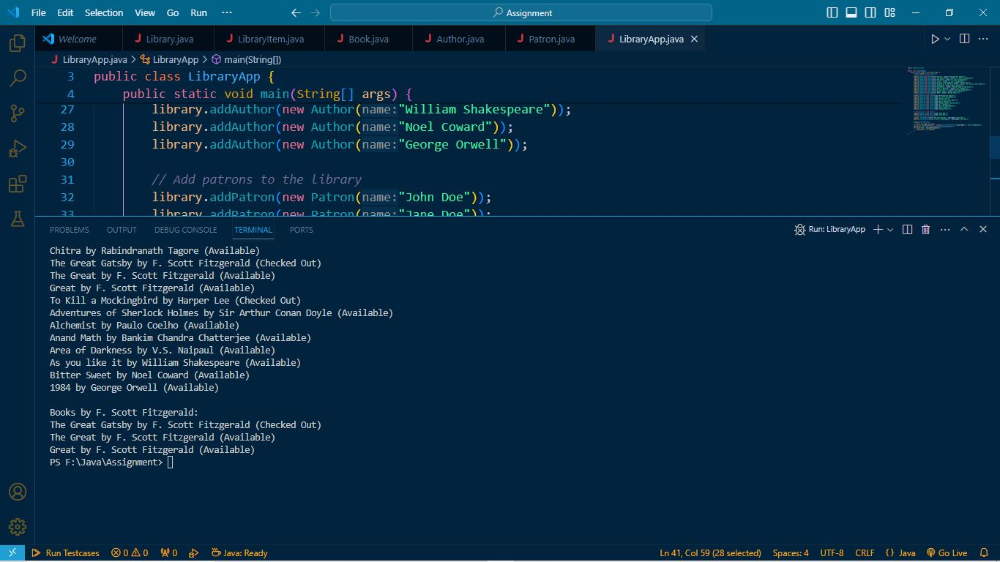 File Edit Selection View Go Run ··· Assignment
Welcome Library.java LibraryItem.java Book.java Author.java Patron.java LibraryApp.java
LibraryApp.java > LibraryApp > main(String[])
3 public class LibraryApp {
4 public static void main(String[] args) {
27 library.addAuthor(new Author(name:"William Shakespeare"));
28 library.addAuthor(new Author(name:"Noel Coward"));
29 library.addAuthor(new Author(name:"George Orwell"));
30
31 // Add patrons to the library
32 library.addPatron(new Patron(name:"John Doe"));
33 library.addPatron(new Patron(name:"Jane Doe"));
PROBLEMS OUTPUT DEBUG CONSOLE TERMINAL PORTS Run: LibraryApp
Chitra by Rabindranath Tagore (Available)
The Great Gatsby by F. Scott Fitzgerald (Checked Out)
The Great by F. Scott Fitzgerald (Available)
Great by F. Scott Fitzgerald (Available)
To Kill a Mockingbird by Harper Lee (Checked Out)
Adventures of Sherlock Holmes by Sir Arthur Conan Doyle (Available)
Alchemist by Paulo Coelho (Available)
Anand Math by Bankim Chandra Chatterjee (Available)
Area of Darkness by V.S. Naipaul (Available)
As you like it by William Shakespeare (Available)
Bitter Sweet by Noel Coward (Available)
1984 by George Orwell (Available)
Books by F. Scott Fitzgerald:
The Great Gatsby by F. Scott Fitzgerald (Checked Out)
The Great by F. Scott Fitzgerald (Available)
Great by F. Scott Fitzgerald (Available)
PS F:\Java\Assignment>
Run Testcases 0 0 0 Java: Ready Ln 41, Col 59 (28 selected) Spaces: 4 UTF-8 CRLF {} Java Go Live